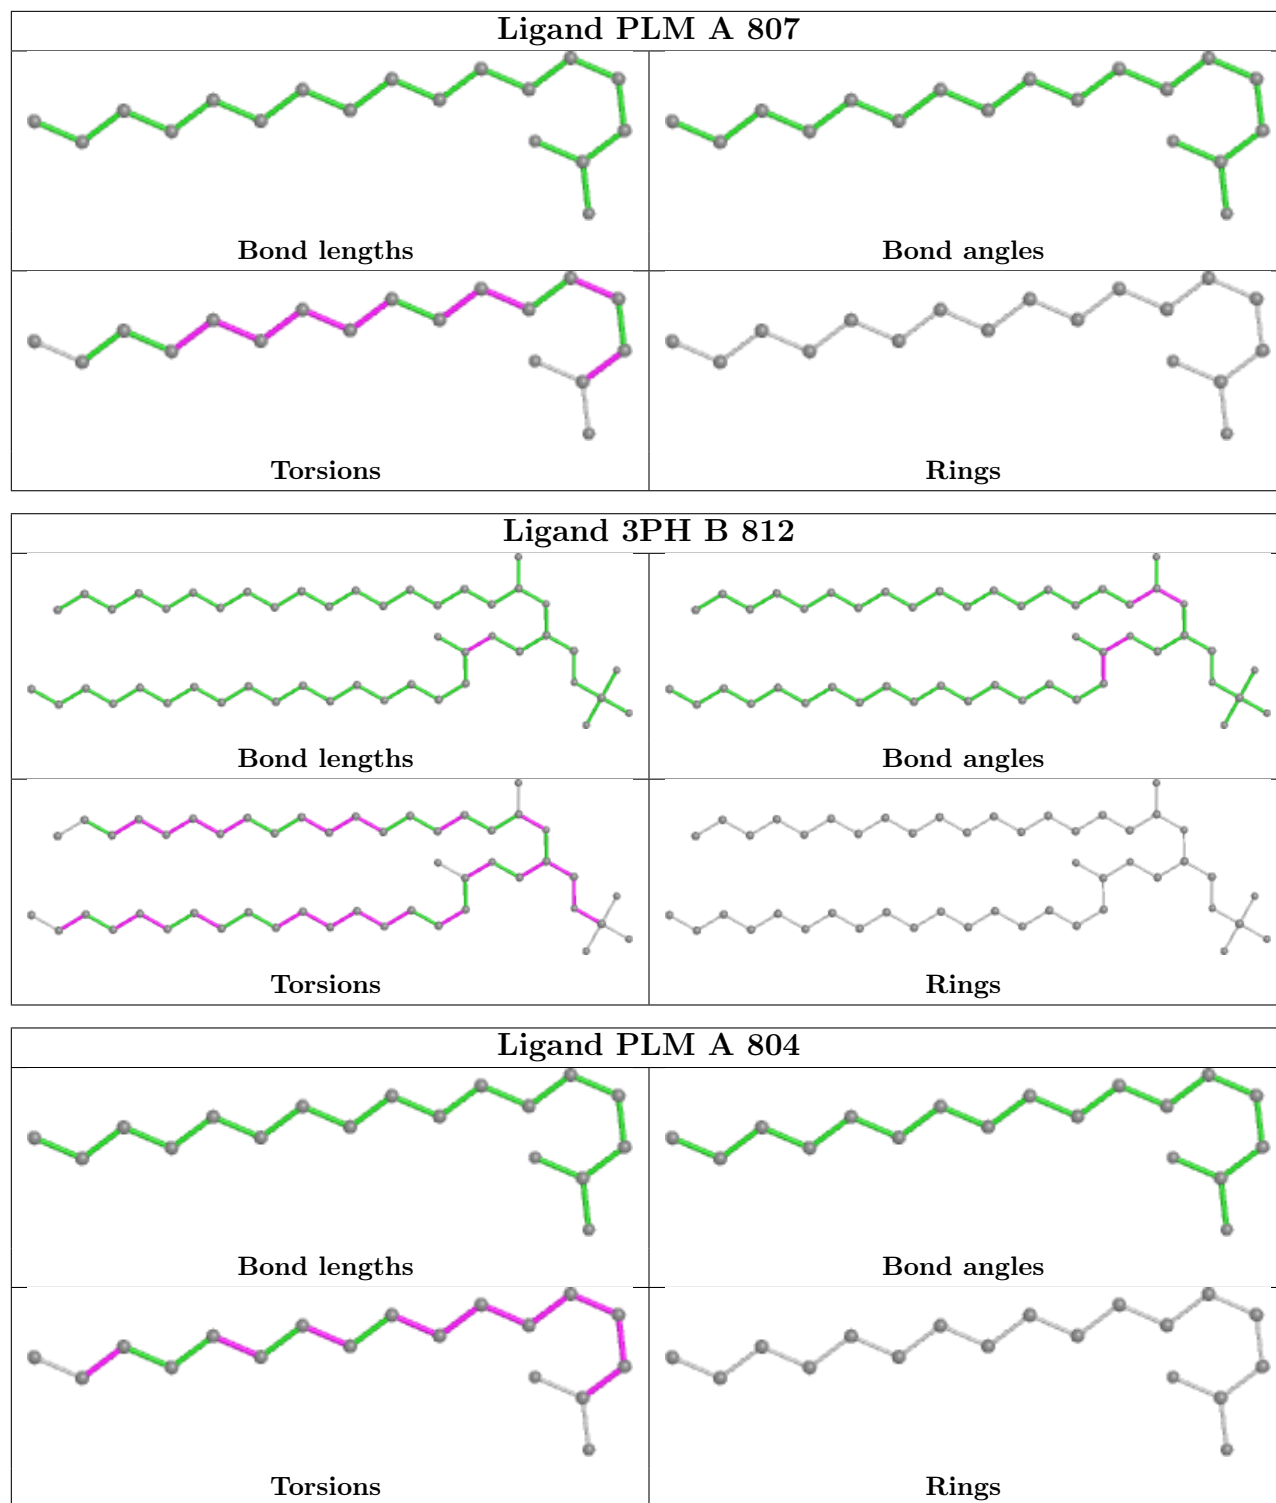 Ligand PLM A 807
Bond lengths
Bond angles
Torsions
Rings
Ligand 3PH B 812
Bond lengths
Bond angles
Torsions
Rings
Ligand PLM A 804
Bond lengths
Bond angles
Torsions
Rings